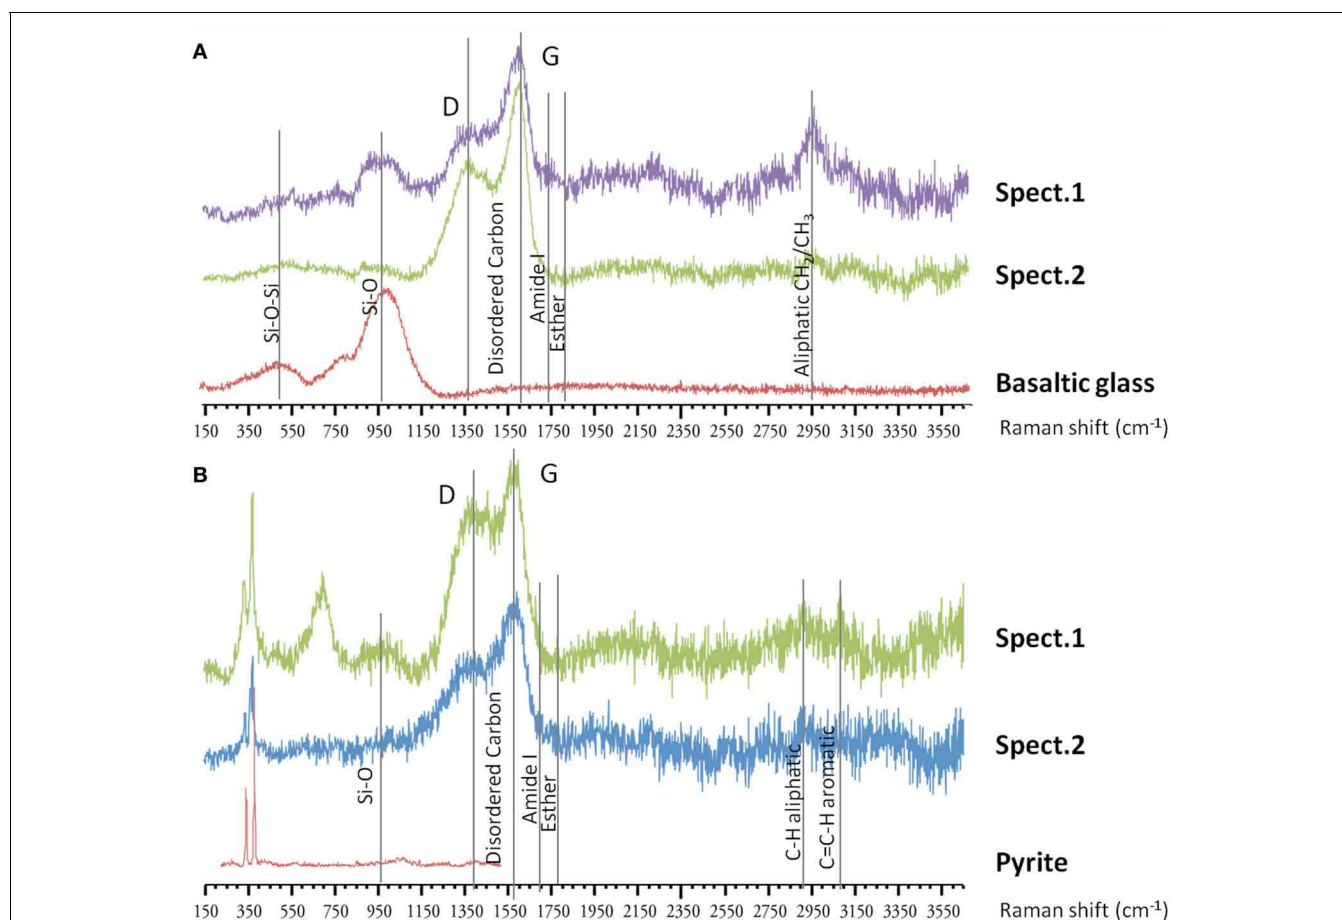 A
G
D
Si-O-Si
Si-O
Disordered Carbon
Amide I
Esther
Aliphatic CH2/CH3
Spect.1
Spect.2
Basaltic glass
150 350 550 750 950 1150 1350 1550 1750 1950 2150 2350 2550 2750 2950 3150 3350 3550
Raman shift (cm-1)
B
D
G
Si-O
Disordered Carbon
Amide I
Esther
C-H aliphatic
C=C-H aromatic
Spect.1
Spect.2
Pyrite
150 350 550 750 950 1150 1350 1550 1750 1950 2150 2350 2550 2750 2950 3150 3350 3550
Raman shift (cm-1)